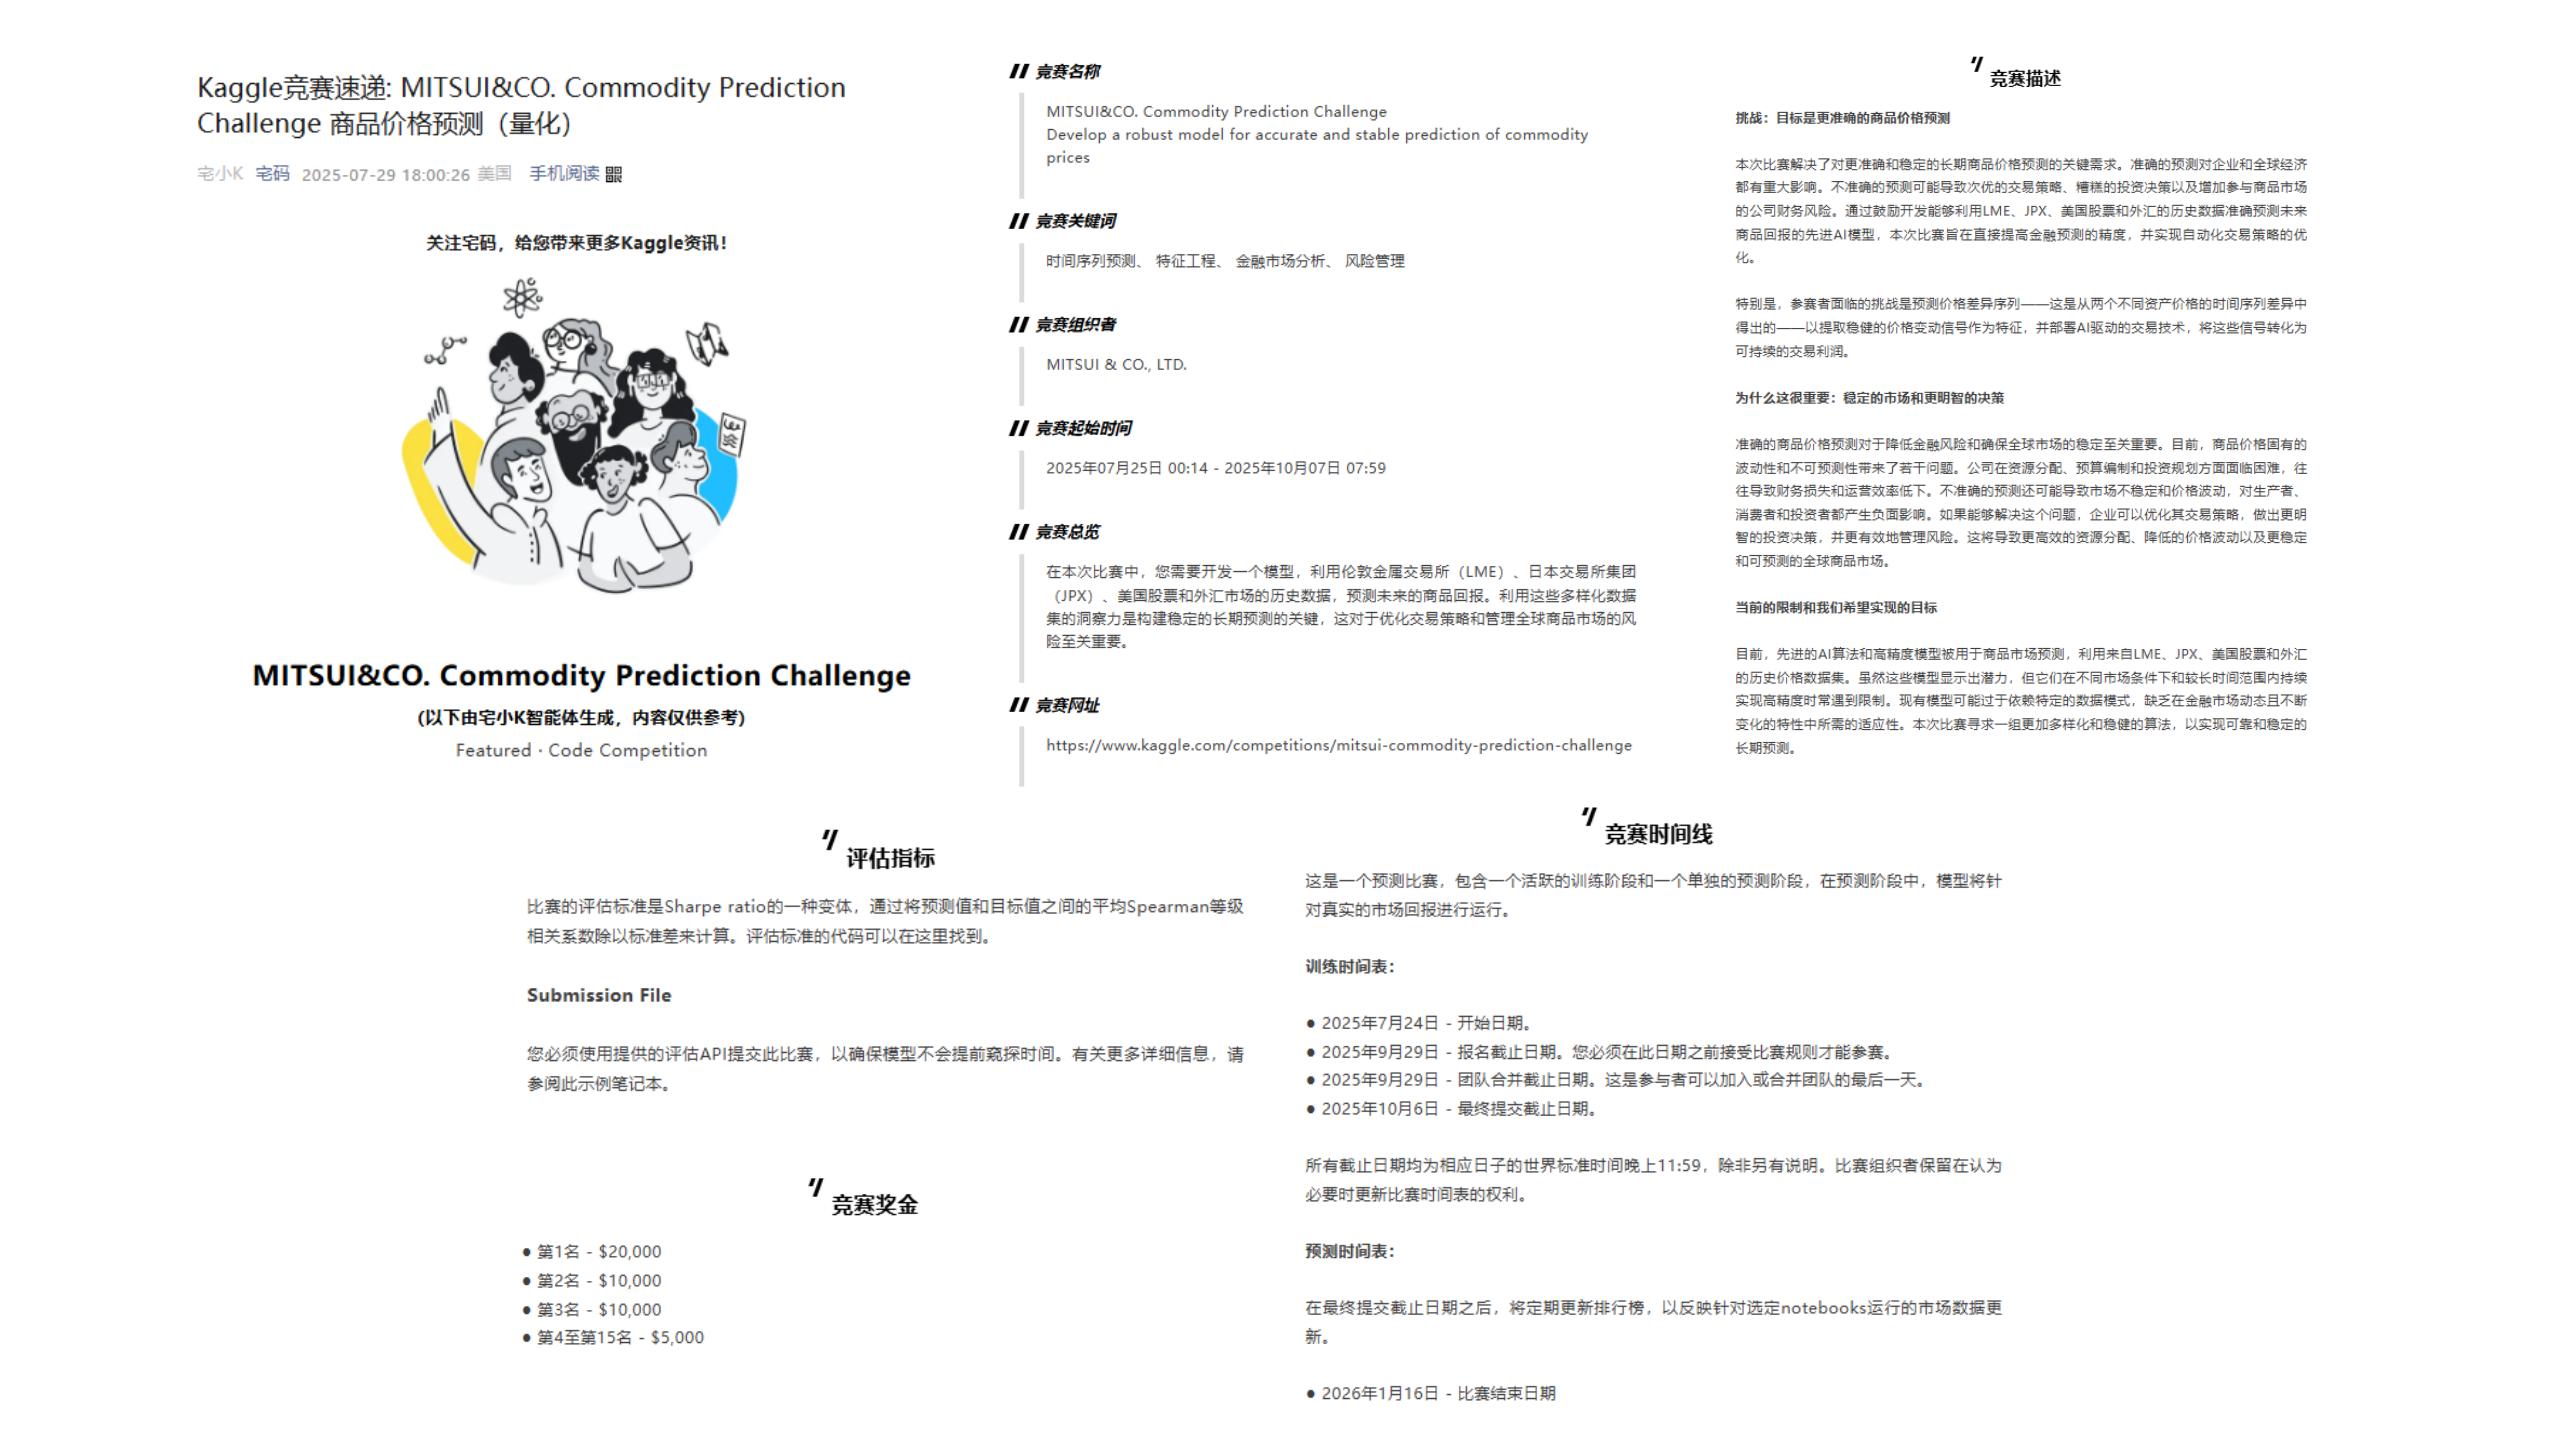 Kaggle竞赛速递: MITSUI&CO. Commodity Prediction
Challenge 商品价格预测（量化）
宅小K 宅码 2025-07-29 18:00:26 美国 手机阅读
关注宅码，给您带来更多Kaggle资讯！
MITSUI&CO. Commodity Prediction Challenge
(以下由宅小K智能体生成，内容仅供参考)
Featured · Code Competition
竞赛名称
MITSUI&CO. Commodity Prediction Challenge
Develop a robust model for accurate and stable prediction of commodity
prices
竞赛关键词
时间序列预测、 特征工程、 金融市场分析、 风险管理
竞赛组织者
MITSUI & CO., LTD.
竞赛起始时间
2025年07月25日 00:14 - 2025年10月07日 07:59
竞赛总览
在本次比赛中，您需要开发一个模型，利用伦敦金属交易所（LME）、日本交易所集团
（JPX）、美国股票和外汇市场的历史数据，预测未来的商品回报。利用这些多样化数据
集的洞察力是构建稳定的长期预测的关键，这对于优化交易策略和管理全球商品市场的风
险至关重要。
竞赛网址
https://www.kaggle.com/competitions/mitsui-commodity-prediction-challenge
竞赛描述
挑战：目标是更准确的商品价格预测
本次比赛解决了对更准确和稳定的长期商品价格预测的关键需求。准确的预测对企业和全球经济
都有重大影响。不准确的预测可能导致次优的交易策略、糟糕的投资决策以及增加参与商品市场
的公司财务风险。通过鼓励开发能够利用LME、JPX、美国股票和外汇的历史数据准确预测未来
商品回报的先进AI模型，本次比赛旨在直接提高金融预测的精度，并实现自动化交易策略的优
化。
特别是，参赛者面临的挑战是预测价格差异序列——这是从两个不同资产价格的时间序列差异中
得出的——以提取稳健的价格变动信号作为特征，并部署AI驱动的交易技术，将这些信号转化为
可持续的交易利润。
为什么这很重要：稳定的市场和更明智的决策
准确的商品价格预测对于降低金融风险和确保全球市场的稳定至关重要。目前，商品价格固有的
波动性和不可预测性带来了若干问题。公司在资源分配、预算编制和投资规划方面面临困难，往
往导致财务损失和运营效率低下。不准确的预测还可能导致市场不稳定和价格波动，对生产者、
消费者和投资者都产生负面影响。如果能够解决这个问题，企业可以优化其交易策略，做出更明
智的投资决策，并更有效地管理风险。这将导致更高效的资源分配、降低的价格波动以及更稳定
和可预测的全球商品市场。
当前的限制和我们希望实现的目标
目前，先进的AI算法和高精度模型被用于商品市场预测，利用来自LME、JPX、美国股票和外汇
的历史价格数据集。虽然这些模型显示出潜力，但它们在不同市场条件下和较长时间范围内持续
实现高精度时常遇到限制。现有模型可能过于依赖特定的数据模式，缺乏在金融市场动态且不断
变化的特性中所需的适应性。本次比赛寻求一组更加多样化和稳健的算法，以实现可靠和稳定的
长期预测。
评估指标
比赛的评估标准是Sharpe ratio的一种变体，通过将预测值和目标值之间的平均Spearman等级
相关系数除以标准差来计算。评估标准的代码可以在这里找到。
Submission File
您必须使用提供的评估API提交此比赛，以确保模型不会提前窥探时间。有关更多详细信息，请
参阅此示例笔记本。
竞赛奖金
● 第1名 - $20,000
● 第2名 - $10,000
● 第3名 - $10,000
● 第4至第15名 - $5,000
竞赛时间线
这是一个预测比赛，包含一个活跃的训练阶段和一个单独的预测阶段，在预测阶段中，模型将针
对真实的市场回报进行运行。
训练时间表：
● 2025年7月24日 - 开始日期。
● 2025年9月29日 - 报名截止日期。您必须在此日期之前接受比赛规则才能参赛。
● 2025年9月29日 - 团队合并截止日期。这是参与者可以加入或合并团队的最后一天。
● 2025年10月6日 - 最终提交截止日期。
所有截止日期均为相应日子的世界标准时间晚上11:59，除非另有说明。比赛组织者保留在认为
必要时更新比赛时间表的权利。
预测时间表：
在最终提交截止日期之后，将定期更新排行榜，以反映针对选定notebooks运行的市场数据更
新。
● 2026年1月16日 - 比赛结束日期